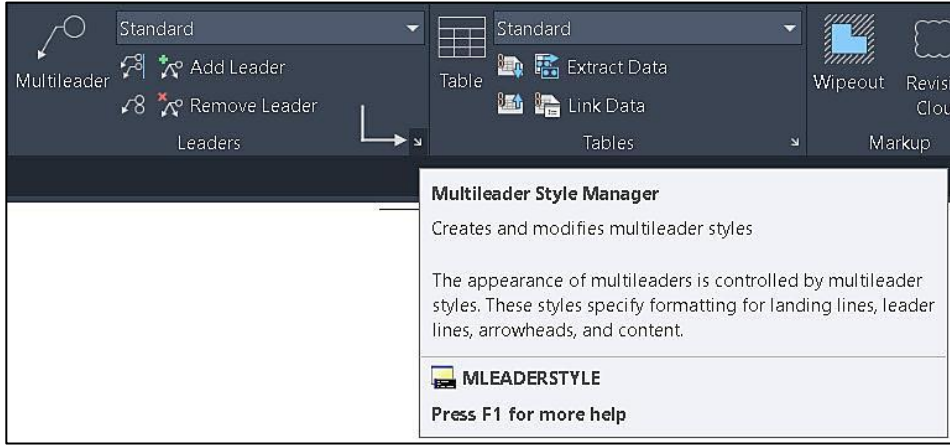 Standard
Multileader
Add Leader
Remove Leader
Leaders
Standard
Table
Extract Data
Link Data
Tables
Wipeout
Revisi
Clou
Markup
Multileader Style Manager
Creates and modifies multileader styles
The appearance of multileaders is controlled by multileader
styles. These styles specify formatting for landing lines, leader
lines, arrowheads, and content.
MLEADERSTYLE
Press F1 for more help